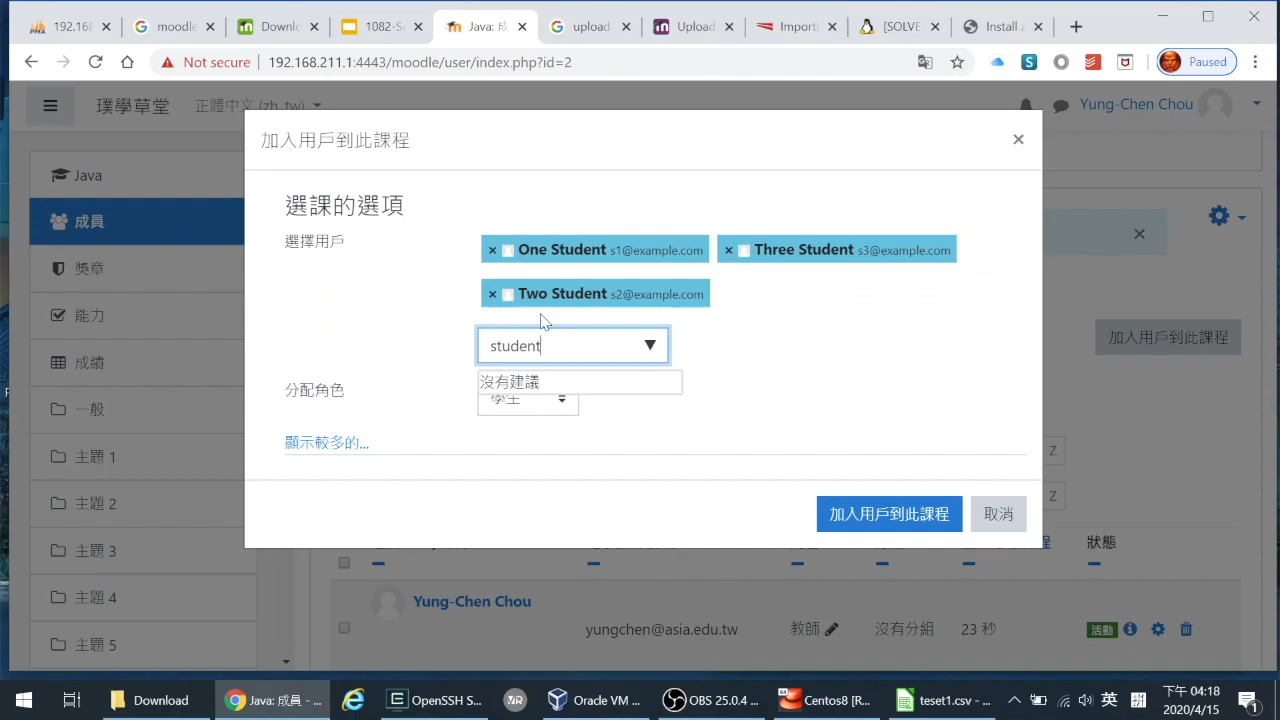 192.16
moodle
Downlo
1082-Se
Java: 成
upload
Upload
Importi
[SOLVE
Install a
Not secure
192.168.211.1:4443/moodle/user/index.php?id=2
Paused
璞學草堂
正體中文 (zh_tw)
Yung-Chen Chou
加入用戶到此課程
Java
成員
獎章
能力
成績
一般
主題 1
主題 2
主題 3
主題 4
主題 5
選課的選項
選擇用戶
× One Student s1@example.com
× Three Student s3@example.com
× Two Student s2@example.com
student
沒有建議
分配角色
學生
顯示較多的...
加入用戶到此課程
取消
加入用戶到此課程
Z
Z
狀態
Yung-Chen Chou
yungchen@asia.edu.tw
教師
沒有分組
23 秒
活動
Download
Java: 成員 - ...
OpenSSH S...
Oracle VM ...
OBS 25.0.4 ...
Centos8 [R...
teset1.csv - ...
英
下午 04:18
2020/4/15
1